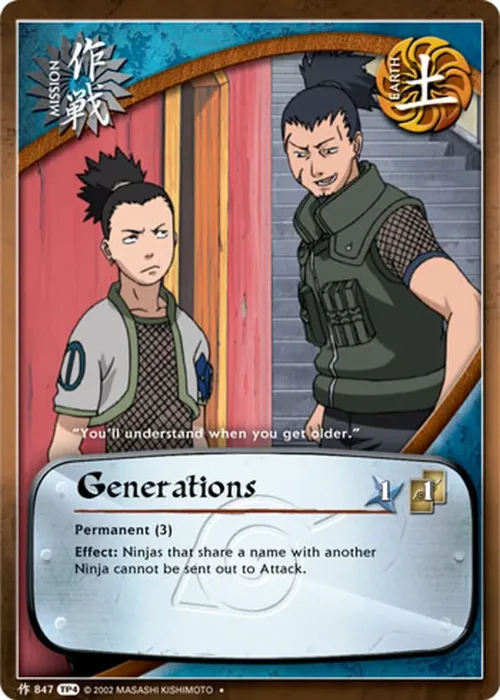 MISSION
作戦
EARTH
土
"You'll understand when you get older."
Generations
1 1
Permanent (3)
Effect: Ninjas that share a name with another
Ninja cannot be sent out to Attack.
作 847 TP4 © 2002 MASASHI KISHIMOTO •